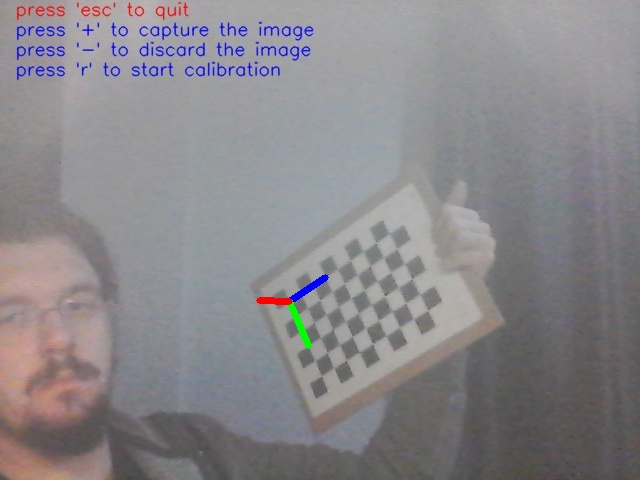 press 'esc' to quit
press '+' to capture the image
press '-' to discard the image
press 'r' to start calibration